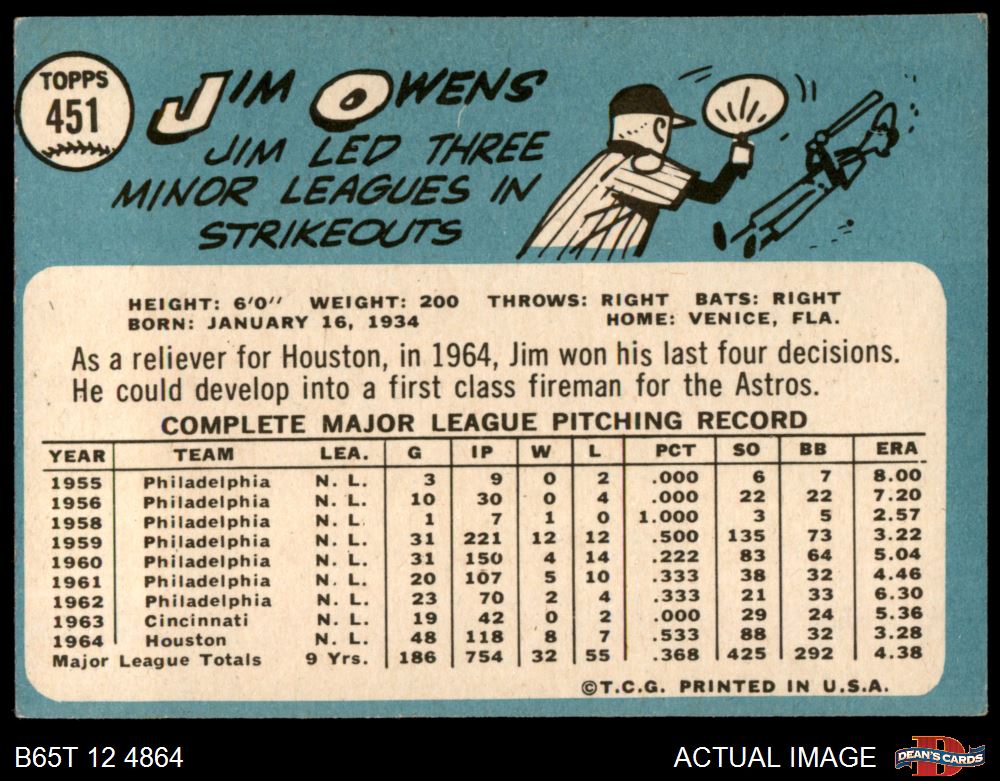 TOPPS
451
JIM OWENS
JIM LED THREE
MINOR LEAGUES IN
STRIKEOUTS
HEIGHT: 6'0" WEIGHT: 200 THROWS: RIGHT BATS: RIGHT
BORN: JANUARY 16, 1934 HOME: VENICE, FLA.
As a reliever for Houston, in 1964, Jim won his last four decisions.
He could develop into a first class fireman for the Astros.
COMPLETE MAJOR LEAGUE PITCHING RECORD
YEAR TEAM LEA. G IP W L PCT SO BB ERA
1955 Philadelphia N. L. 3 9 0 2 .000 6 7 8.00
1956 Philadelphia N. L. 10 30 0 4 .000 22 22 7.20
1958 Philadelphia N. L. 1 7 1 0 1.000 3 5 2.57
1959 Philadelphia N. L. 31 221 12 12 .500 135 73 3.22
1960 Philadelphia N. L. 31 150 4 14 .222 83 64 5.04
1961 Philadelphia N. L. 20 107 5 10 .333 38 32 4.46
1962 Philadelphia N. L. 23 70 2 4 .333 21 33 6.30
1963 Cincinnati N. L. 19 42 0 2 .000 29 24 5.36
1964 Houston N. L. 48 118 8 7 .533 88 32 3.28
Major League Totals 9 Yrs. 186 754 32 55 .368 425 292 4.38
©T.C.G. PRINTED IN U.S.A.
B65T 12 4864 ACTUAL IMAGE
D
DEAN'S CARDS